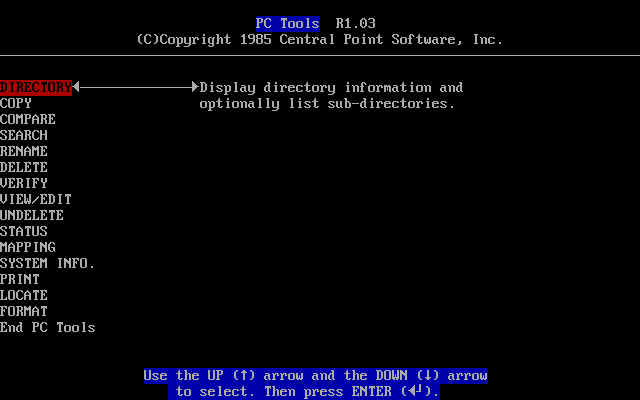 PC Tools R1.03
(C)Copyright 1985 Central Point Software, Inc.
DIRECTORY◄────────►Display directory information and
COPY optionally list sub-directories.
COMPARE
SEARCH
RENAME
DELETE
VERIFY
VIEW/EDIT
UNDELETE
STATUS
MAPPING
SYSTEM INFO.
PRINT
LOCATE
FORMAT
End PC Tools
Use the UP (↑) arrow and the DOWN (↓) arrow
to select. Then press ENTER (◄┘).